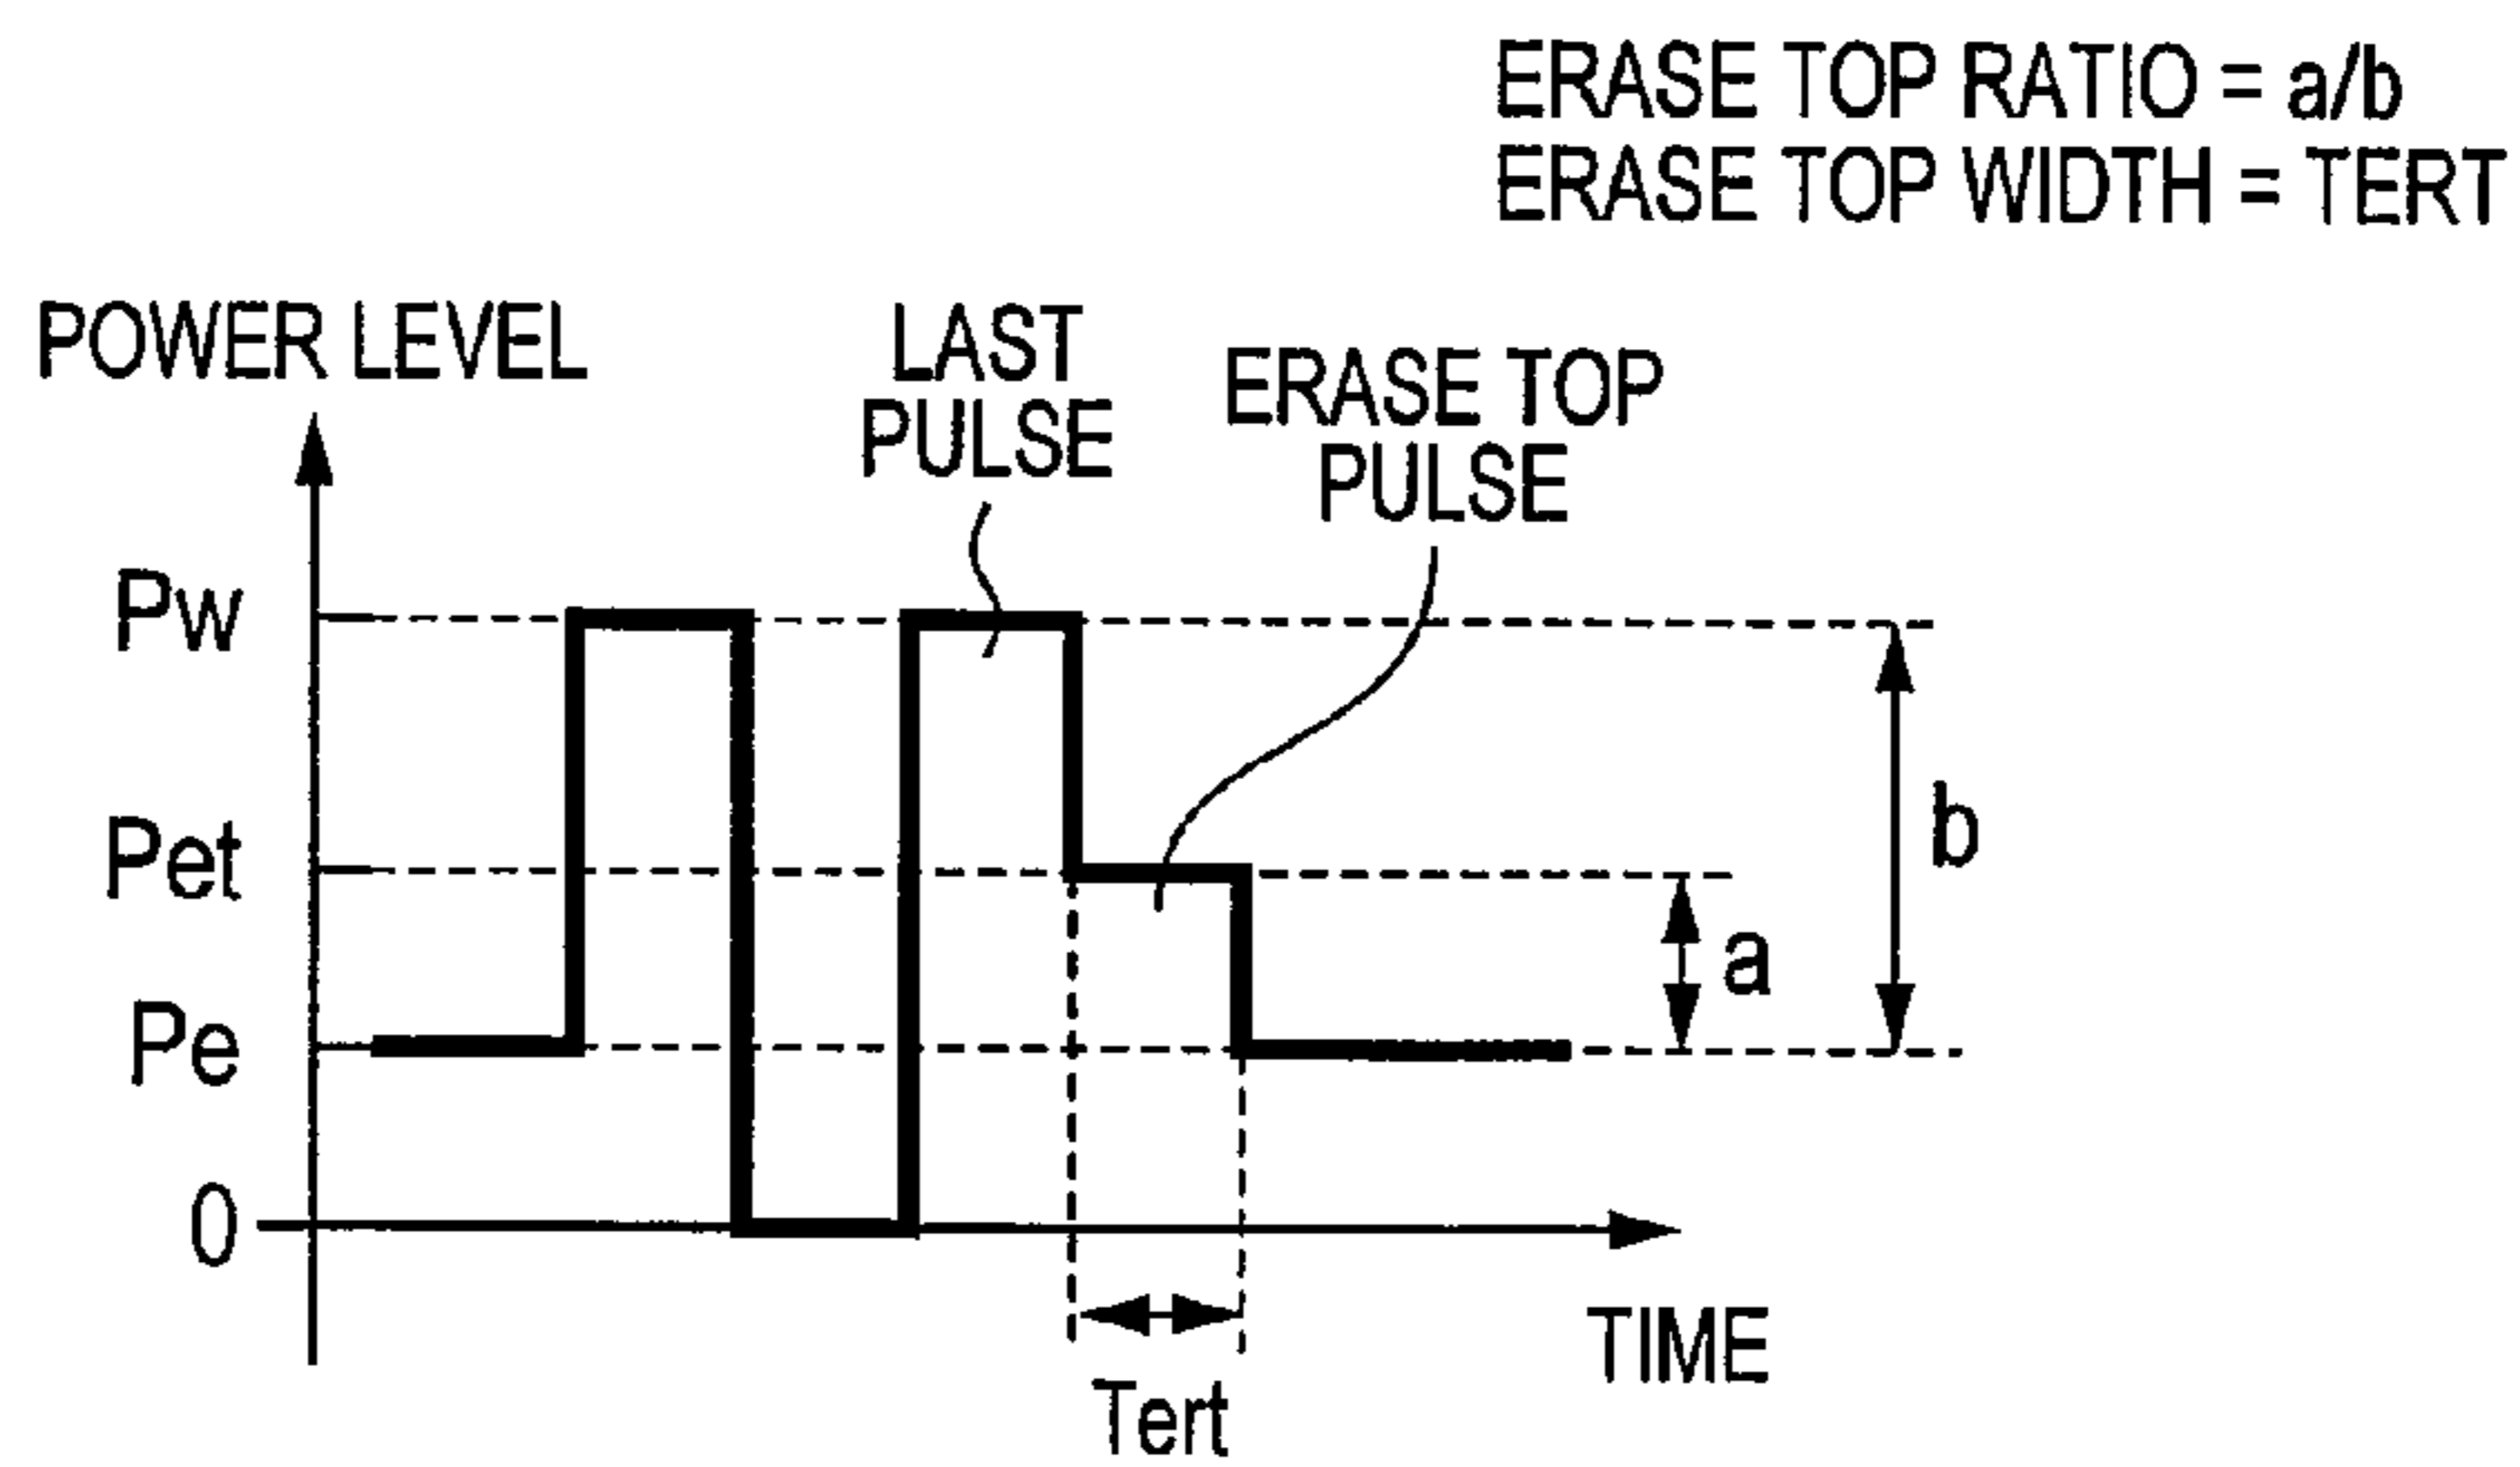 ERASE TOP RATIO = a/b
ERASE TOP WIDTH = TERT
POWER LEVEL
LAST
PULSE
ERASE TOP
PULSE
Pw
Pet
Pe
0
b
a
TIME
Tert